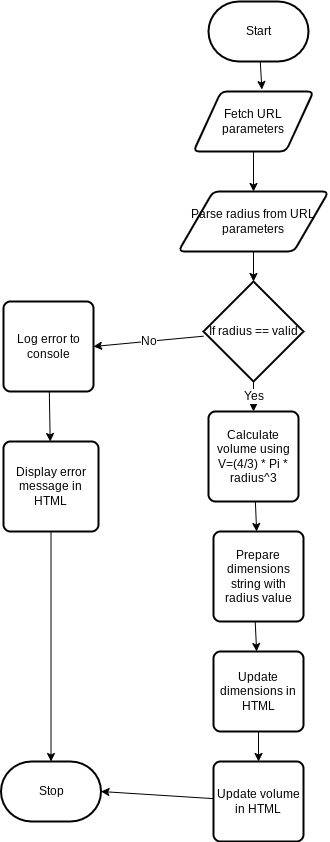 Start
Fetch URL
parameters
Parse radius from URL
parameters
If radius == valid
No
Yes
Log error to
console
Display error
message in
HTML
Calculate
volume using
V=(4/3) * Pi *
radius^3
Prepare
dimensions
string with
radius value
Update
dimensions in
HTML
Update volume
in HTML
Stop